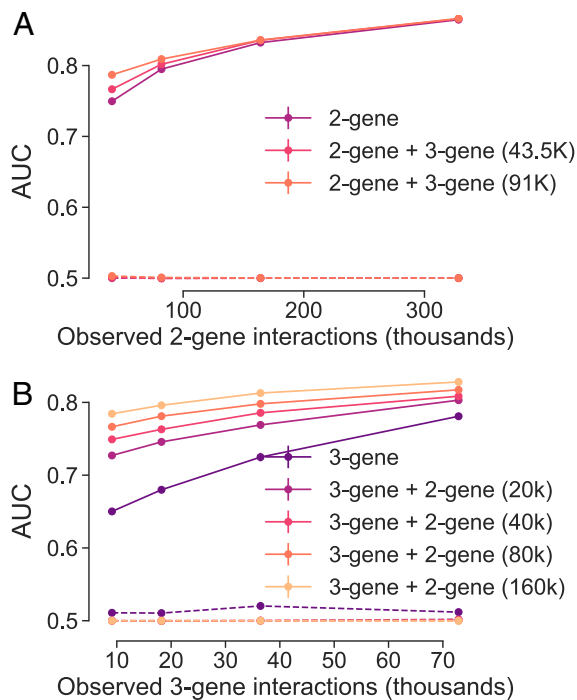 A
AUC
0.8
0.7
0.6
0.5
2-gene
2-gene + 3-gene (43.5K)
2-gene + 3-gene (91K)
100 200 300
Observed 2-gene interactions (thousands)
B
AUC
0.8
0.7
0.6
0.5
3-gene
3-gene + 2-gene (20k)
3-gene + 2-gene (40k)
3-gene + 2-gene (80k)
3-gene + 2-gene (160k)
10 20 30 40 50 60 70
Observed 3-gene interactions (thousands)